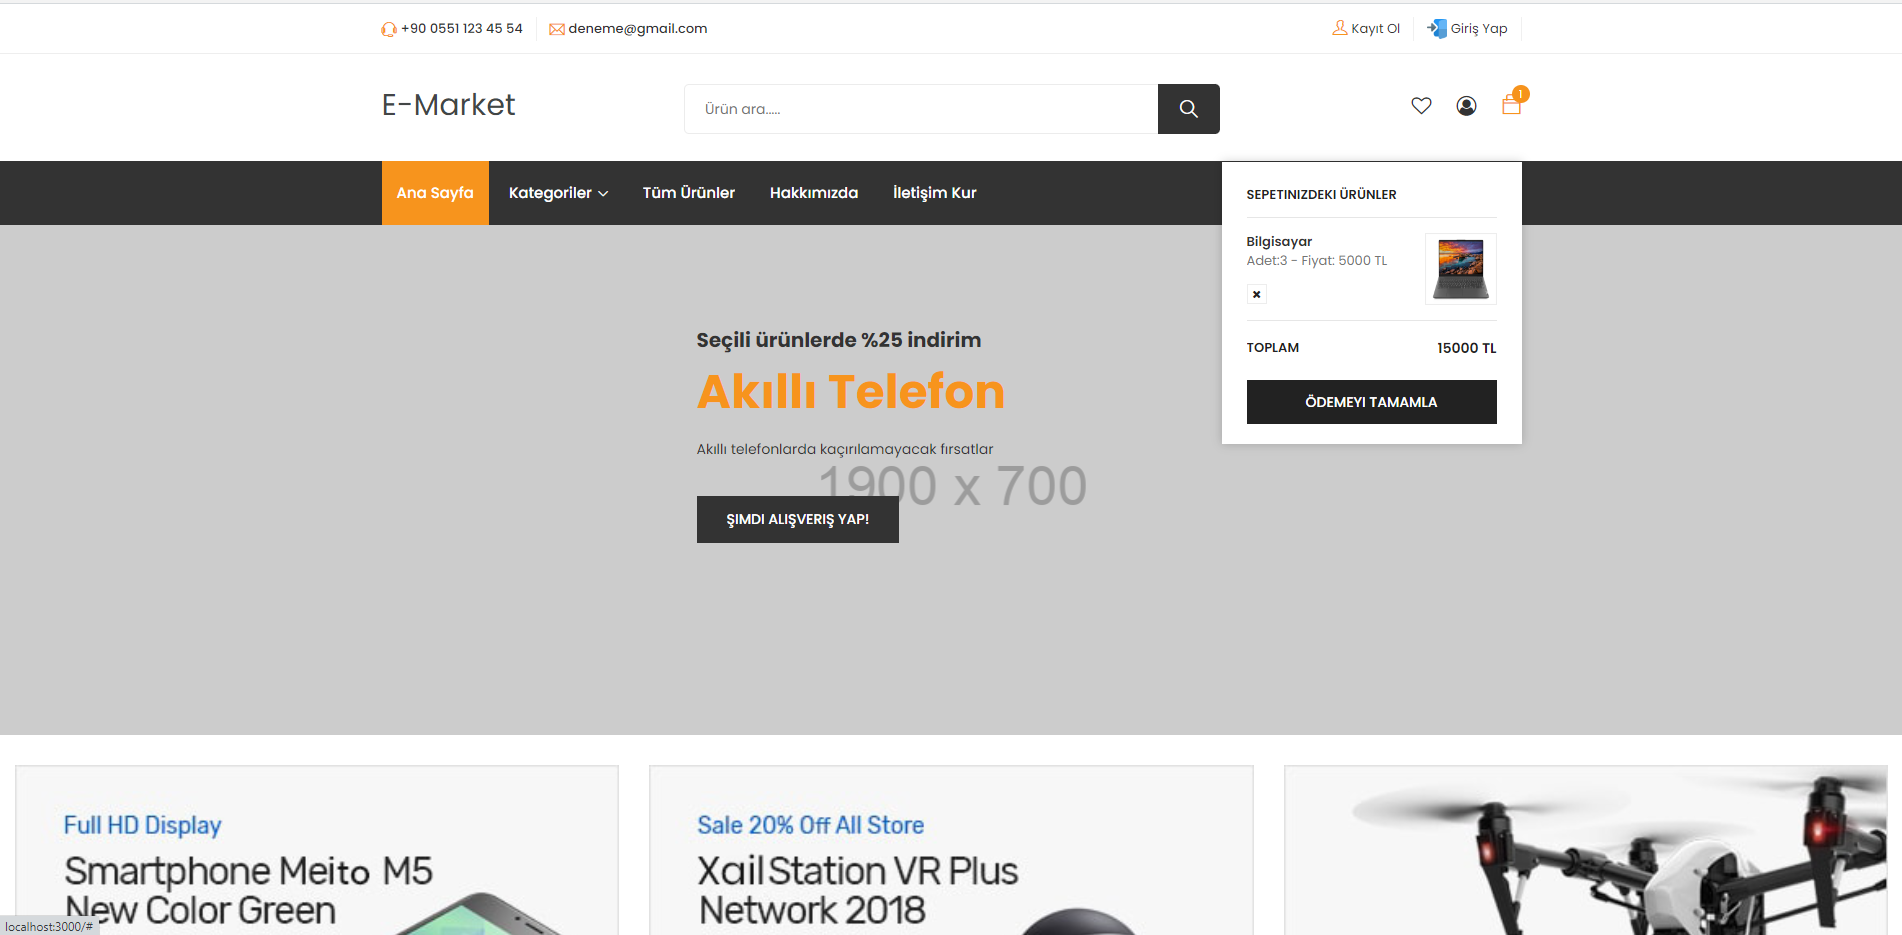 +90 0551 123 45 54
deneme@gmail.com
Kayıt Ol
Giriş Yap
E-Market
Ürün ara.....
1
Ana Sayfa
Kategoriler
Tüm Ürünler
Hakkımızda
İletişim Kur
SEPETINIZDEKI ÜRÜNLER
Bilgisayar
Adet:3 - Fiyat: 5000 TL
TOPLAM 15000 TL
ÖDEMEYI TAMAMLA
Seçili ürünlerde %25 indirim
Akıllı Telefon
Akıllı telefonlarda kaçırılamayacak fırsatlar
1900 x 700
ŞIMDI ALIŞVERIŞ YAP!
Full HD Display
Smartphone Meito M5
New Color Green
Sale 20% Off All Store
Xail Station VR Plus
Network 2018
localhost:3000/#